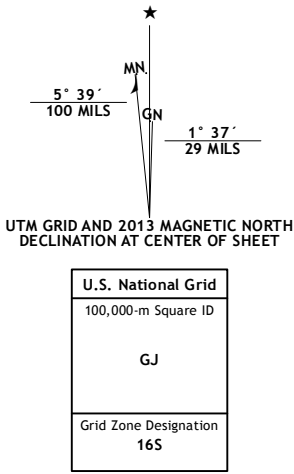 ★
MN.
5° 39´
100 MILS
GN
1° 37´
29 MILS
UTM GRID AND 2013 MAGNETIC NORTH
DECLINATION AT CENTER OF SHEET
U.S. National Grid
100,000-m Square ID
GJ
Grid Zone Designation
16S